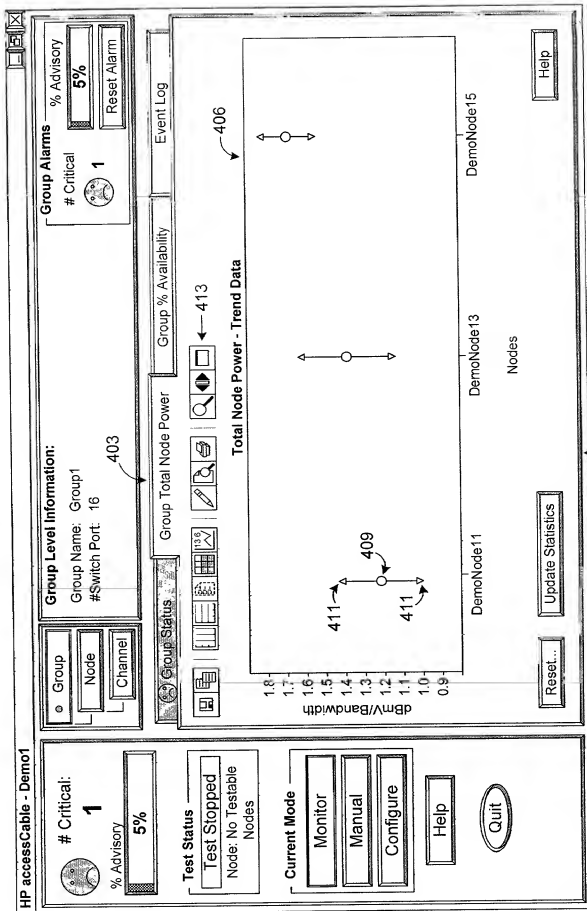 HP accessCable - Demo1
# Critical:
1
% Advisory
5%
Test Status
Test Stopped
Node: No Testable
Nodes
Current Mode
Monitor
Manual
Configure
Help
Quit
Group
Node
Channel
Group Level Information:
Group Name: Group1
#Switch Port: 16
403
Group Alarms
# Critical
1
% Advisory
5%
Reset Alarm
Group Status
Group Total Node Power
Group % Availability
Event Log
136
413
Total Node Power - Trend Data
406
dBmV/Bandwidth
1.8
1.7
1.6
1.5
1.4
1.3
1.2
1.1
1.0
0.9
411
409
411
DemoNode11
DemoNode13
DemoNode15
Nodes
Reset...
Update Statistics
Help